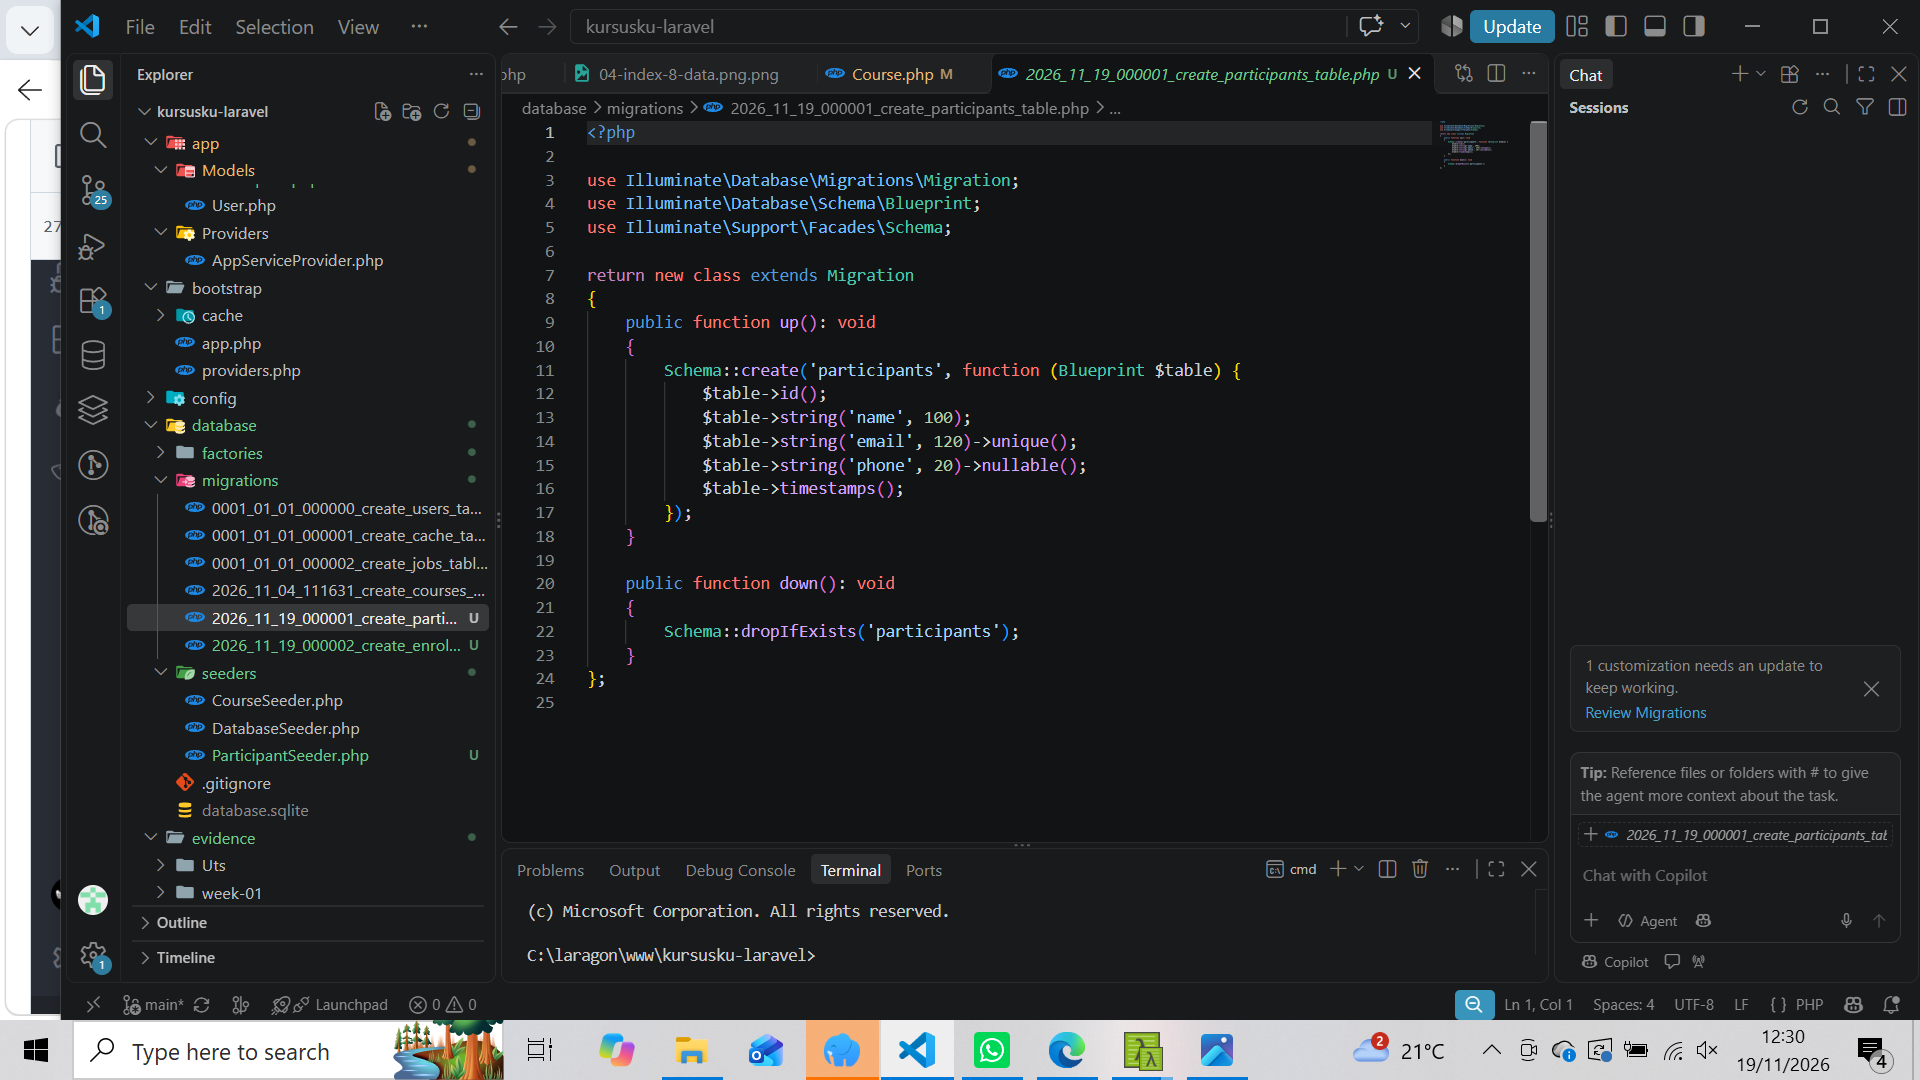 File Edit Selection View ···
kursusku-laravel
Update
Explorer
kursusku-laravel
app
Models
User.php
Providers
AppServiceProvider.php
bootstrap
cache
app.php
providers.php
config
database
factories
migrations
0001_01_01_000000_create_users_ta...
0001_01_01_000001_create_cache_ta...
0001_01_01_000002_create_jobs_tabl...
2026_11_04_111631_create_courses_...
2026_11_19_000001_create_parti... U
2026_11_19_000002_create_enrol... U
seeders
CourseSeeder.php
DatabaseSeeder.php
ParticipantSeeder.php U
.gitignore
database.sqlite
evidence
Uts
week-01
Outline
Timeline
25
1
1
27
php
04-index-8-data.png.png
Course.php M
2026_11_19_000001_create_participants_table.php U
database > migrations > 2026_11_19_000001_create_participants_table.php > ...
1 <?php
2
3 use Illuminate\Database\Migrations\Migration;
4 use Illuminate\Database\Schema\Blueprint;
5 use Illuminate\Support\Facades\Schema;
6
7 return new class extends Migration
8 {
9 public function up(): void
10 {
11 Schema::create('participants', function (Blueprint $table) {
12 $table->id();
13 $table->string('name', 100);
14 $table->string('email', 120)->unique();
15 $table->string('phone', 20)->nullable();
16 $table->timestamps();
17 });
18 }
19
20 public function down(): void
21 {
22 Schema::dropIfExists('participants');
23 }
24 };
25
Problems Output Debug Console Terminal Ports
cmd
(c) Microsoft Corporation. All rights reserved.
C:\laragon\www\kursusku-laravel>
Chat
Sessions
1 customization needs an update to
keep working.
Review Migrations
Tip: Reference files or folders with # to give
the agent more context about the task.
2026_11_19_000001_create_participants_tab
Chat with Copilot
Agent
Copilot
main* Launchpad 0 0
Ln 1, Col 1 Spaces: 4 UTF-8 LF { } PHP
Type here to search
2
21°C
12:30
19/11/2026
4